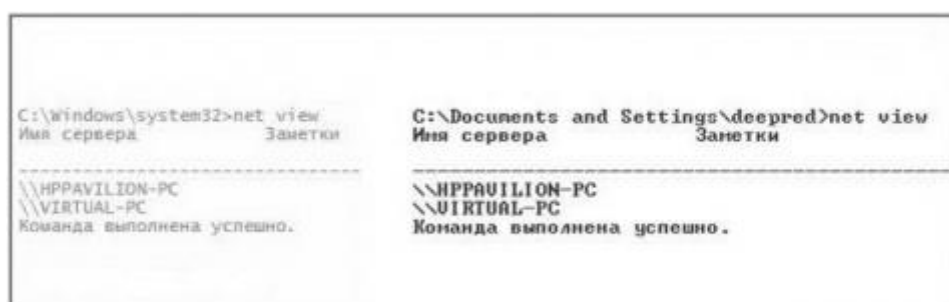 C:\Windows\system32>net view
Имя сервера Заметки
-------------------------------
\\HPPAVILION-PC
\\VIRTUAL-PC
Команда выполнена успешно.
C:\Documents and Settings\deepred>net view
Имя сервера Заметки
-------------------------------
\\HPPAVILION-PC
\\VIRTUAL-PC
Команда выполнена успешно.